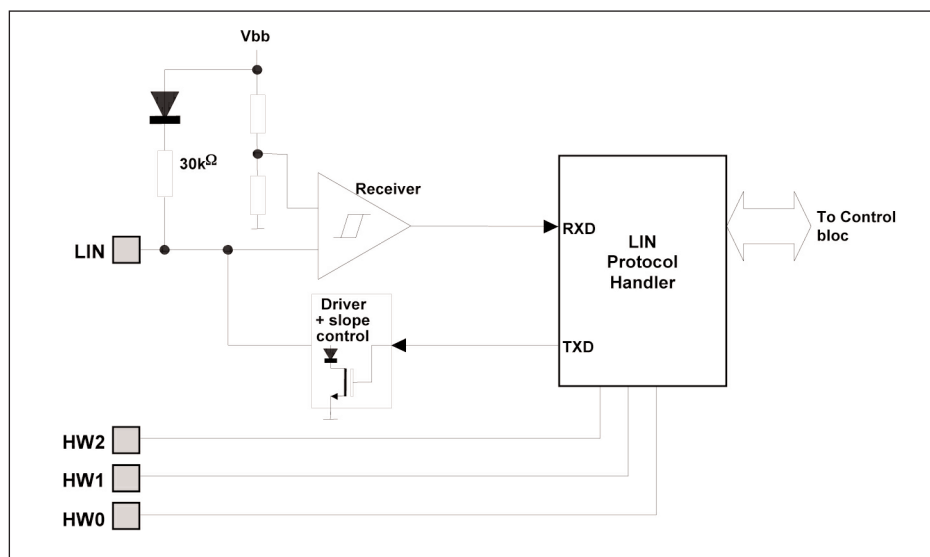 Vbb
30kΩ
Receiver
LIN
RXD
LIN
Protocol
Handler
To Control
bloc
Driver
+ slope
control
TXD
HW2
HW1
HW0